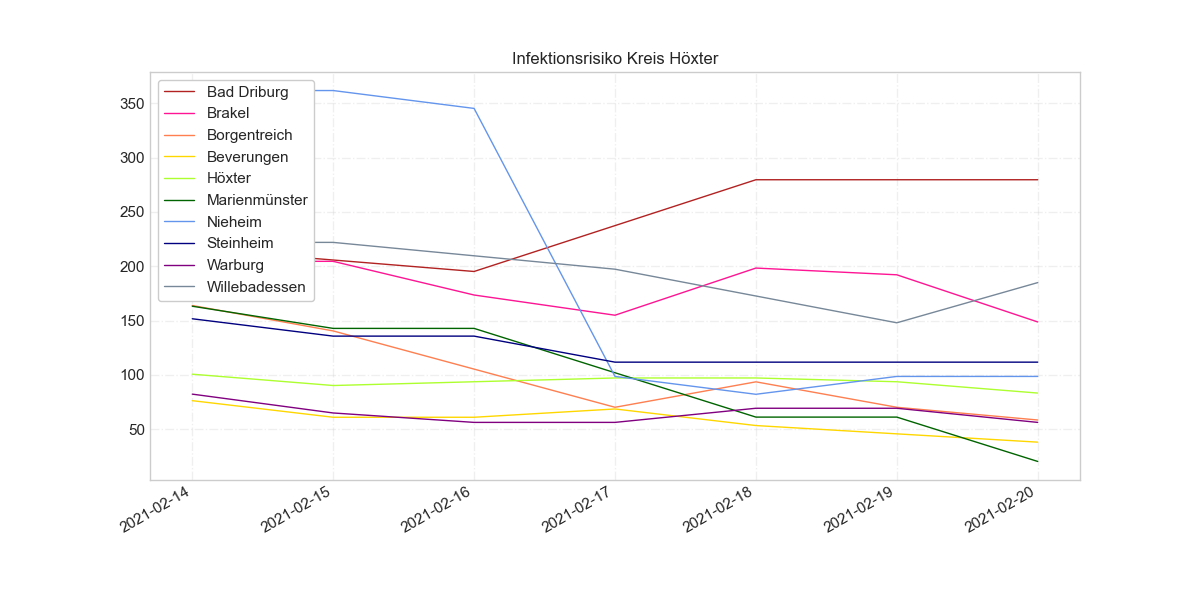 Infektionsrisiko Kreis Höxter
350
300
250
200
150
100
50
Bad Driburg
Brakel
Borgentreich
Beverungen
Höxter
Marienmünster
Nieheim
Steinheim
Warburg
Willebadessen
2021-02-14
2021-02-15
2021-02-16
2021-02-17
2021-02-18
2021-02-19
2021-02-20